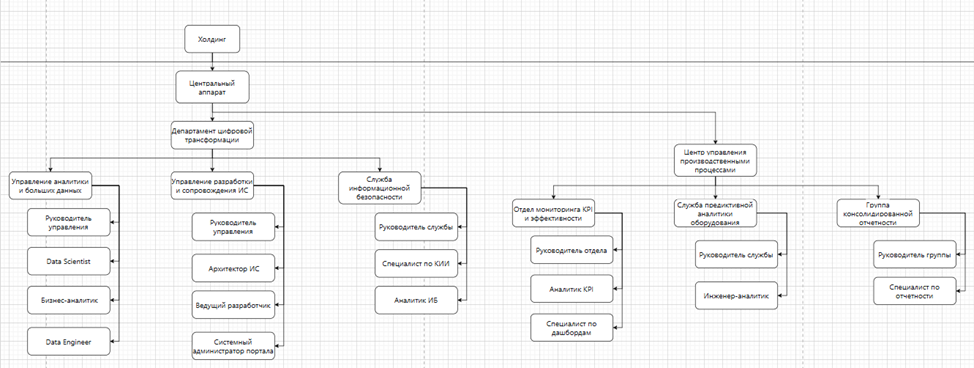 Холдинг
Центральный
аппарат
Департамент цифровой
трансформации
Центр управления
производственными
процессами
Управление аналитики
и больших данных
Руководитель
управления
Data Scientist
Бизнес-аналитик
Data Engineer
Управление разработки
и сопровождения ИС
Руководитель
управления
Архитектор ИС
Ведущий разработчик
Системный
администратор портала
Служба
информационной
безопасности
Руководитель службы
Специалист по КИИ
Аналитик ИБ
Отдел мониторинга KPI
и эффективности
Руководитель отдела
Аналитик KPI
Специалист по
дашбордам
Служба предиктивной
аналитики
оборудования
Руководитель службы
Инженер-аналитик
Группа
консолидированной
отчетности
Руководитель группы
Специалист по
отчетности